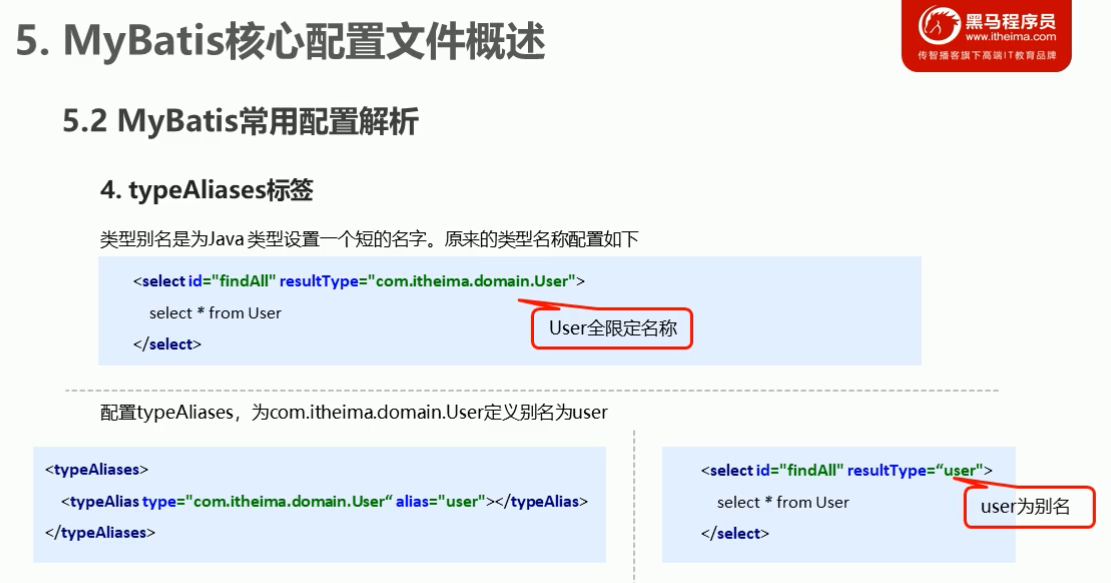 5. MyBatis核心配置文件概述
黑马程序员
www.itheima.com
传智播客旗下高端IT教育品牌
5.2 MyBatis常用配置解析
4. typeAliases标签
类型别名是为Java 类型设置一个短的名字。原来的类型名称配置如下
<select id="findAll" resultType="com.itheima.domain.User">
select * from User
</select>
User全限定名称
配置typeAliases，为com.itheima.domain.User定义别名为user
<typeAliases>
<typeAlias type="com.itheima.domain.User“ alias="user"></typeAlias>
</typeAliases>
<select id="findAll" resultType=“user">
select * from User
</select>
user为别名